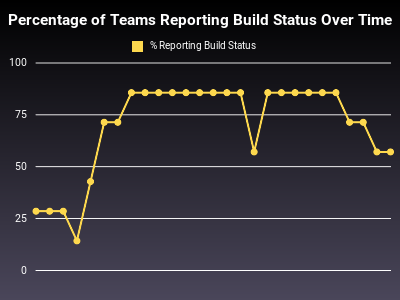 Percentage of Teams Reporting Build Status Over Time
% Reporting Build Status
100
75
50
25
0